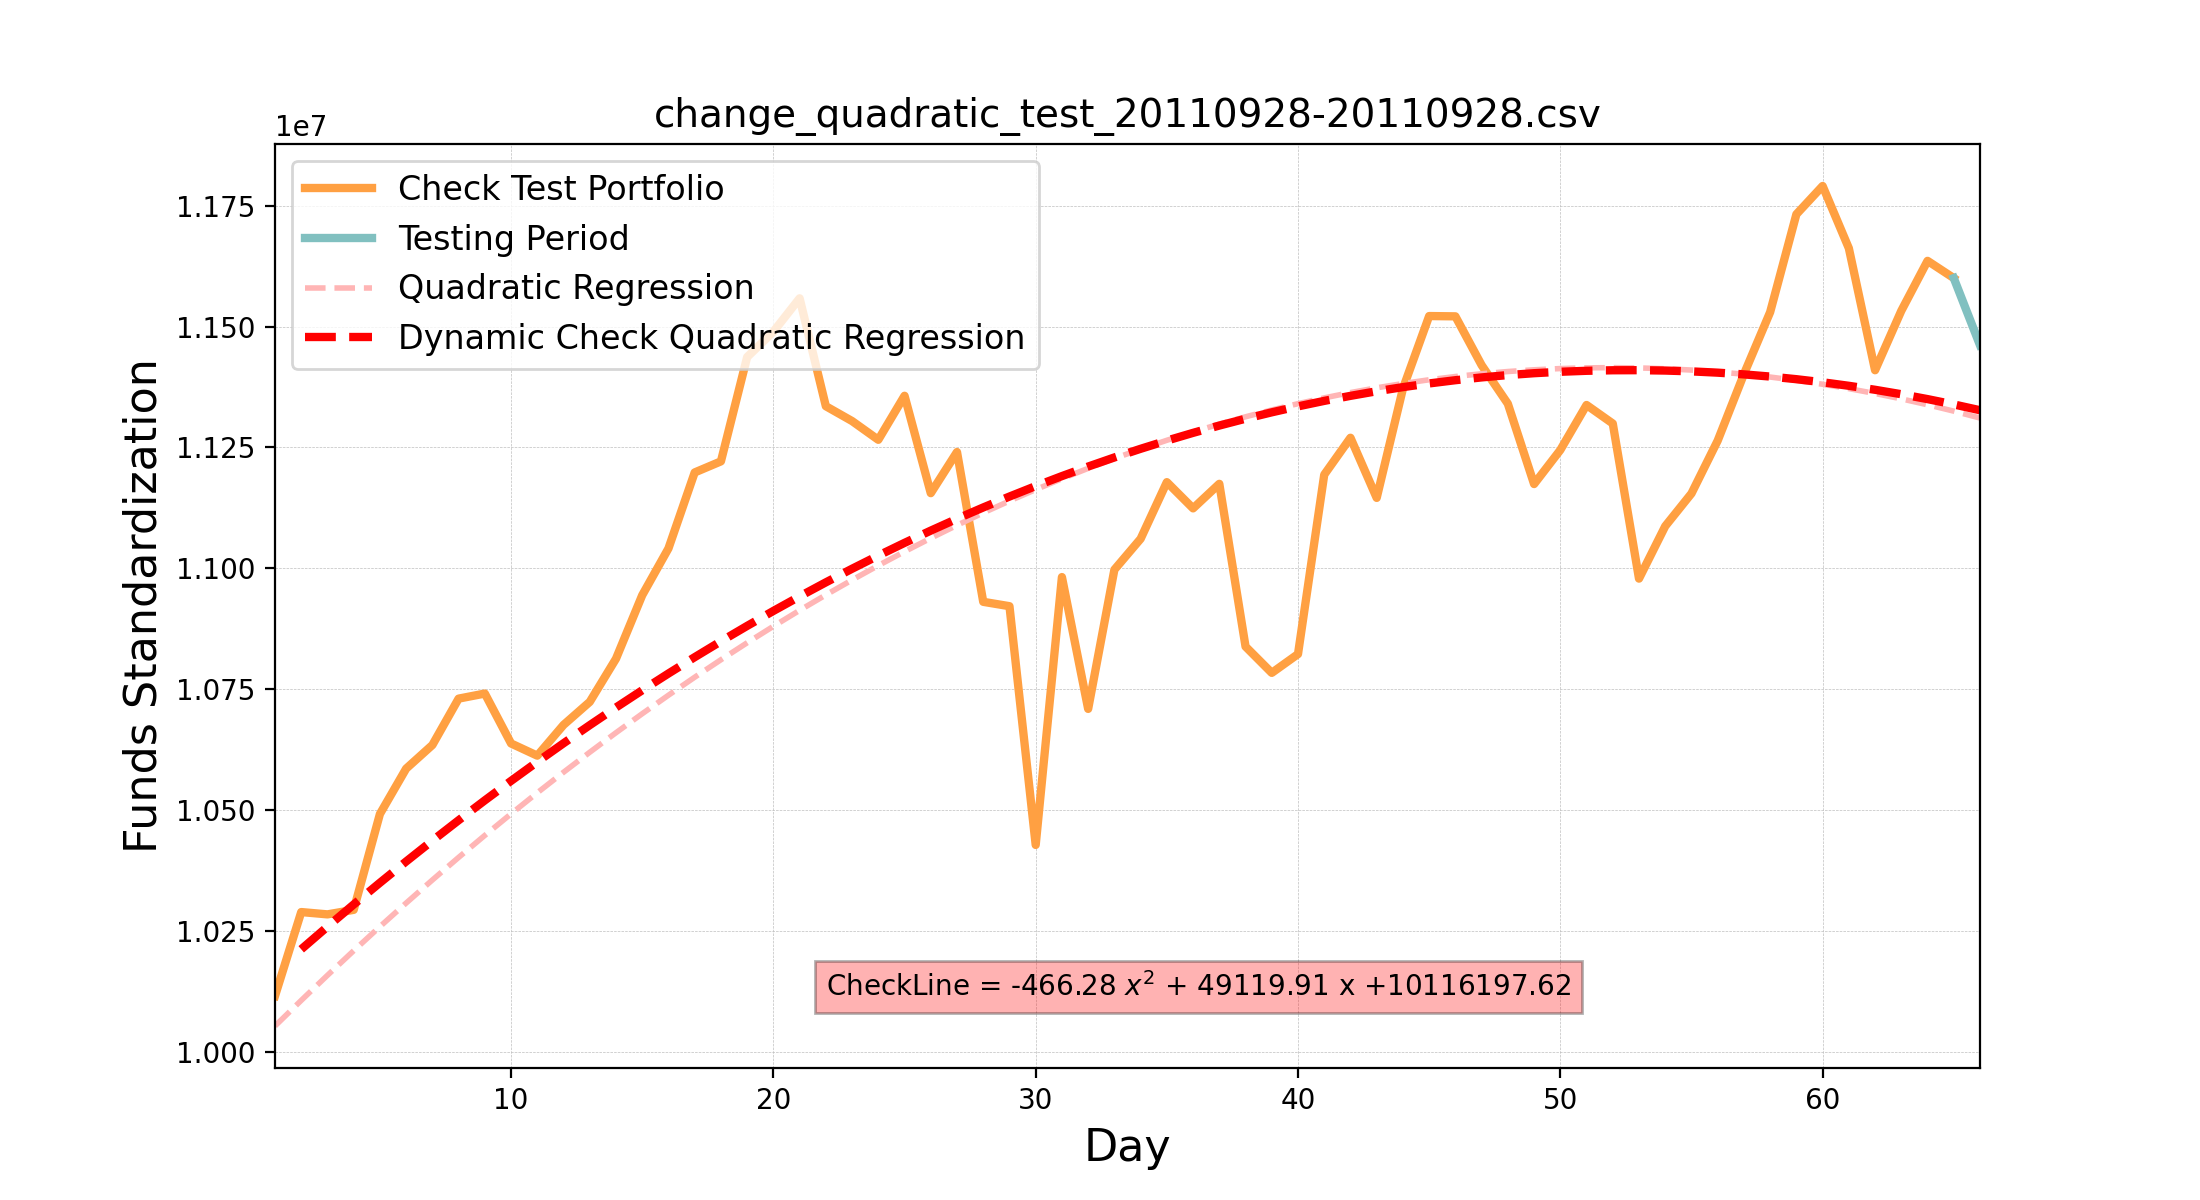 change_quadratic_test_20110928-20110928.csv
1e7
Check Test Portfolio
Testing Period
Quadratic Regression
Dynamic Check Quadratic Regression
1.175
1.150
1.125
1.100
1.075
1.050
1.025
1.000
Funds Standardization
CheckLine = -466.28 x² + 49119.91 x +10116197.62
10 20 30 40 50 60
Day